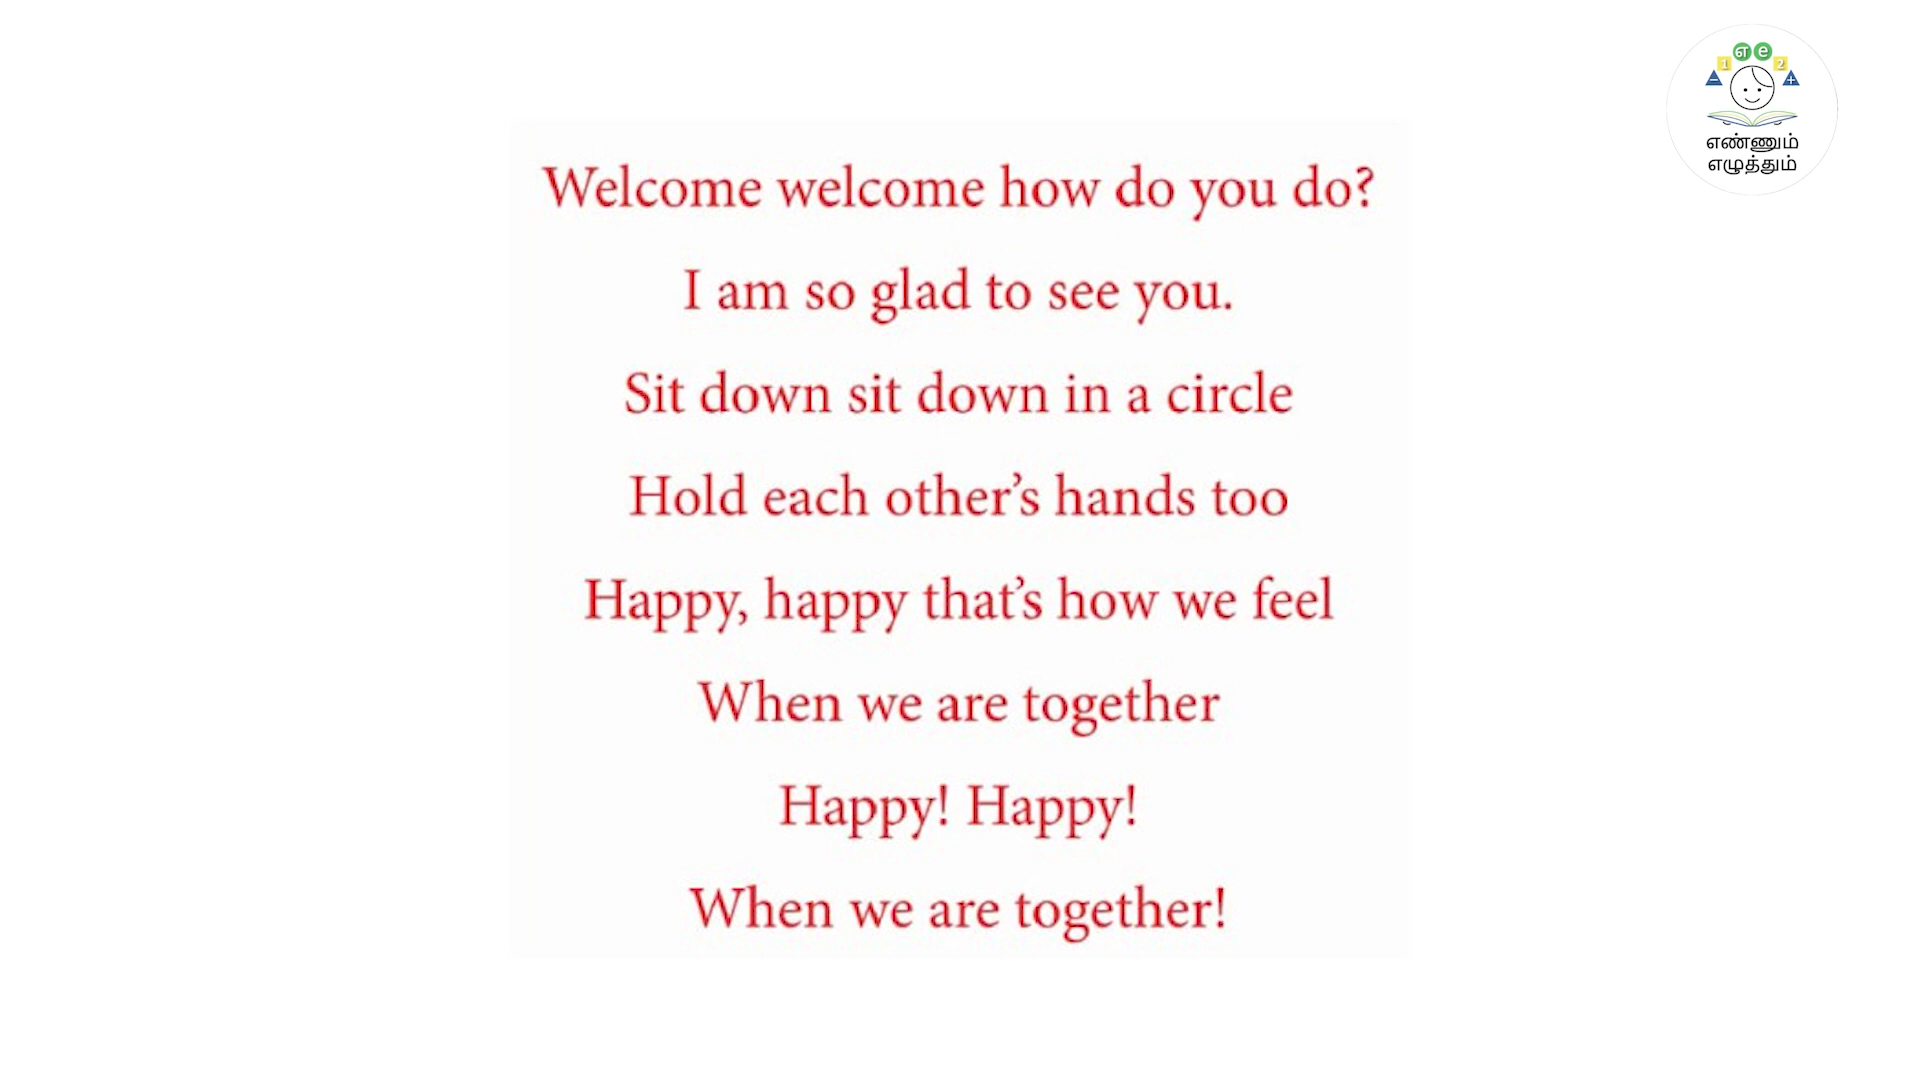 Welcome welcome how do you do?
I am so glad to see you.
Sit down sit down in a circle
Hold each other’s hands too
Happy, happy that’s how we feel
When we are together
Happy! Happy!
When we are together!
எ e
1 2
– +
எண்ணும்
எழுத்தும்